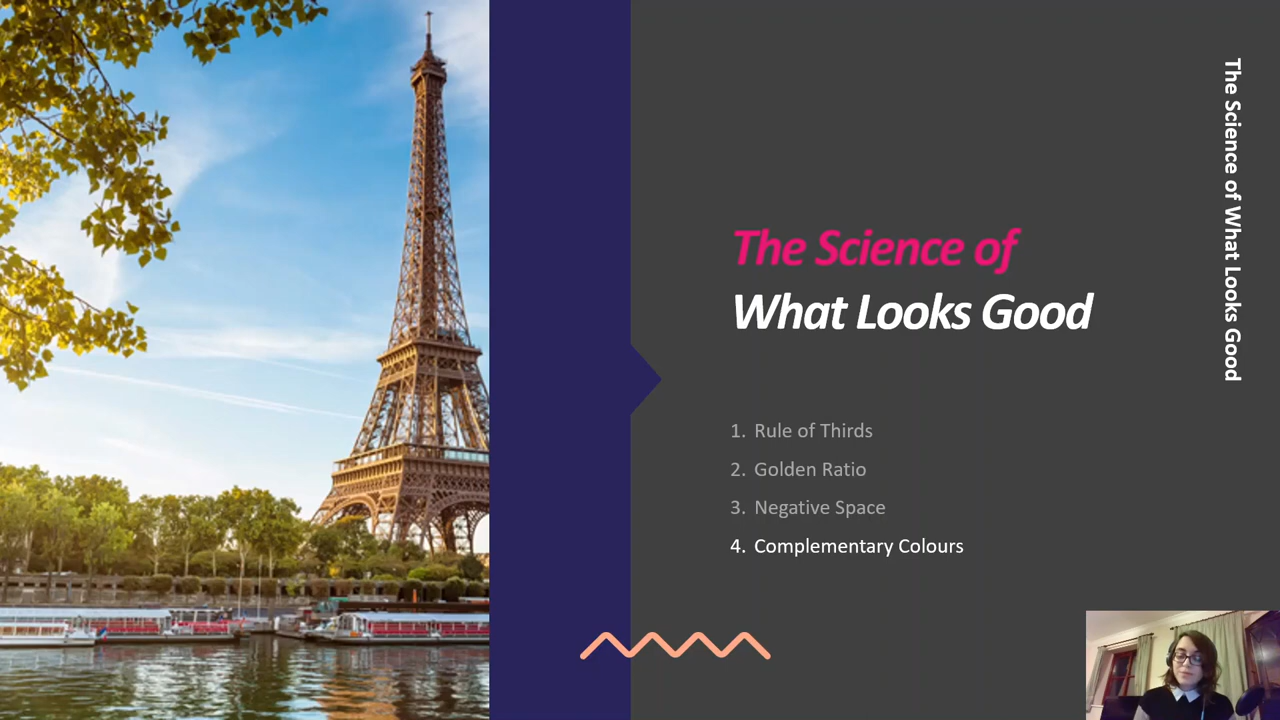 The Science of
What Looks Good
1. Rule of Thirds
2. Golden Ratio
3. Negative Space
4. Complementary Colours
The Science of What Looks Good